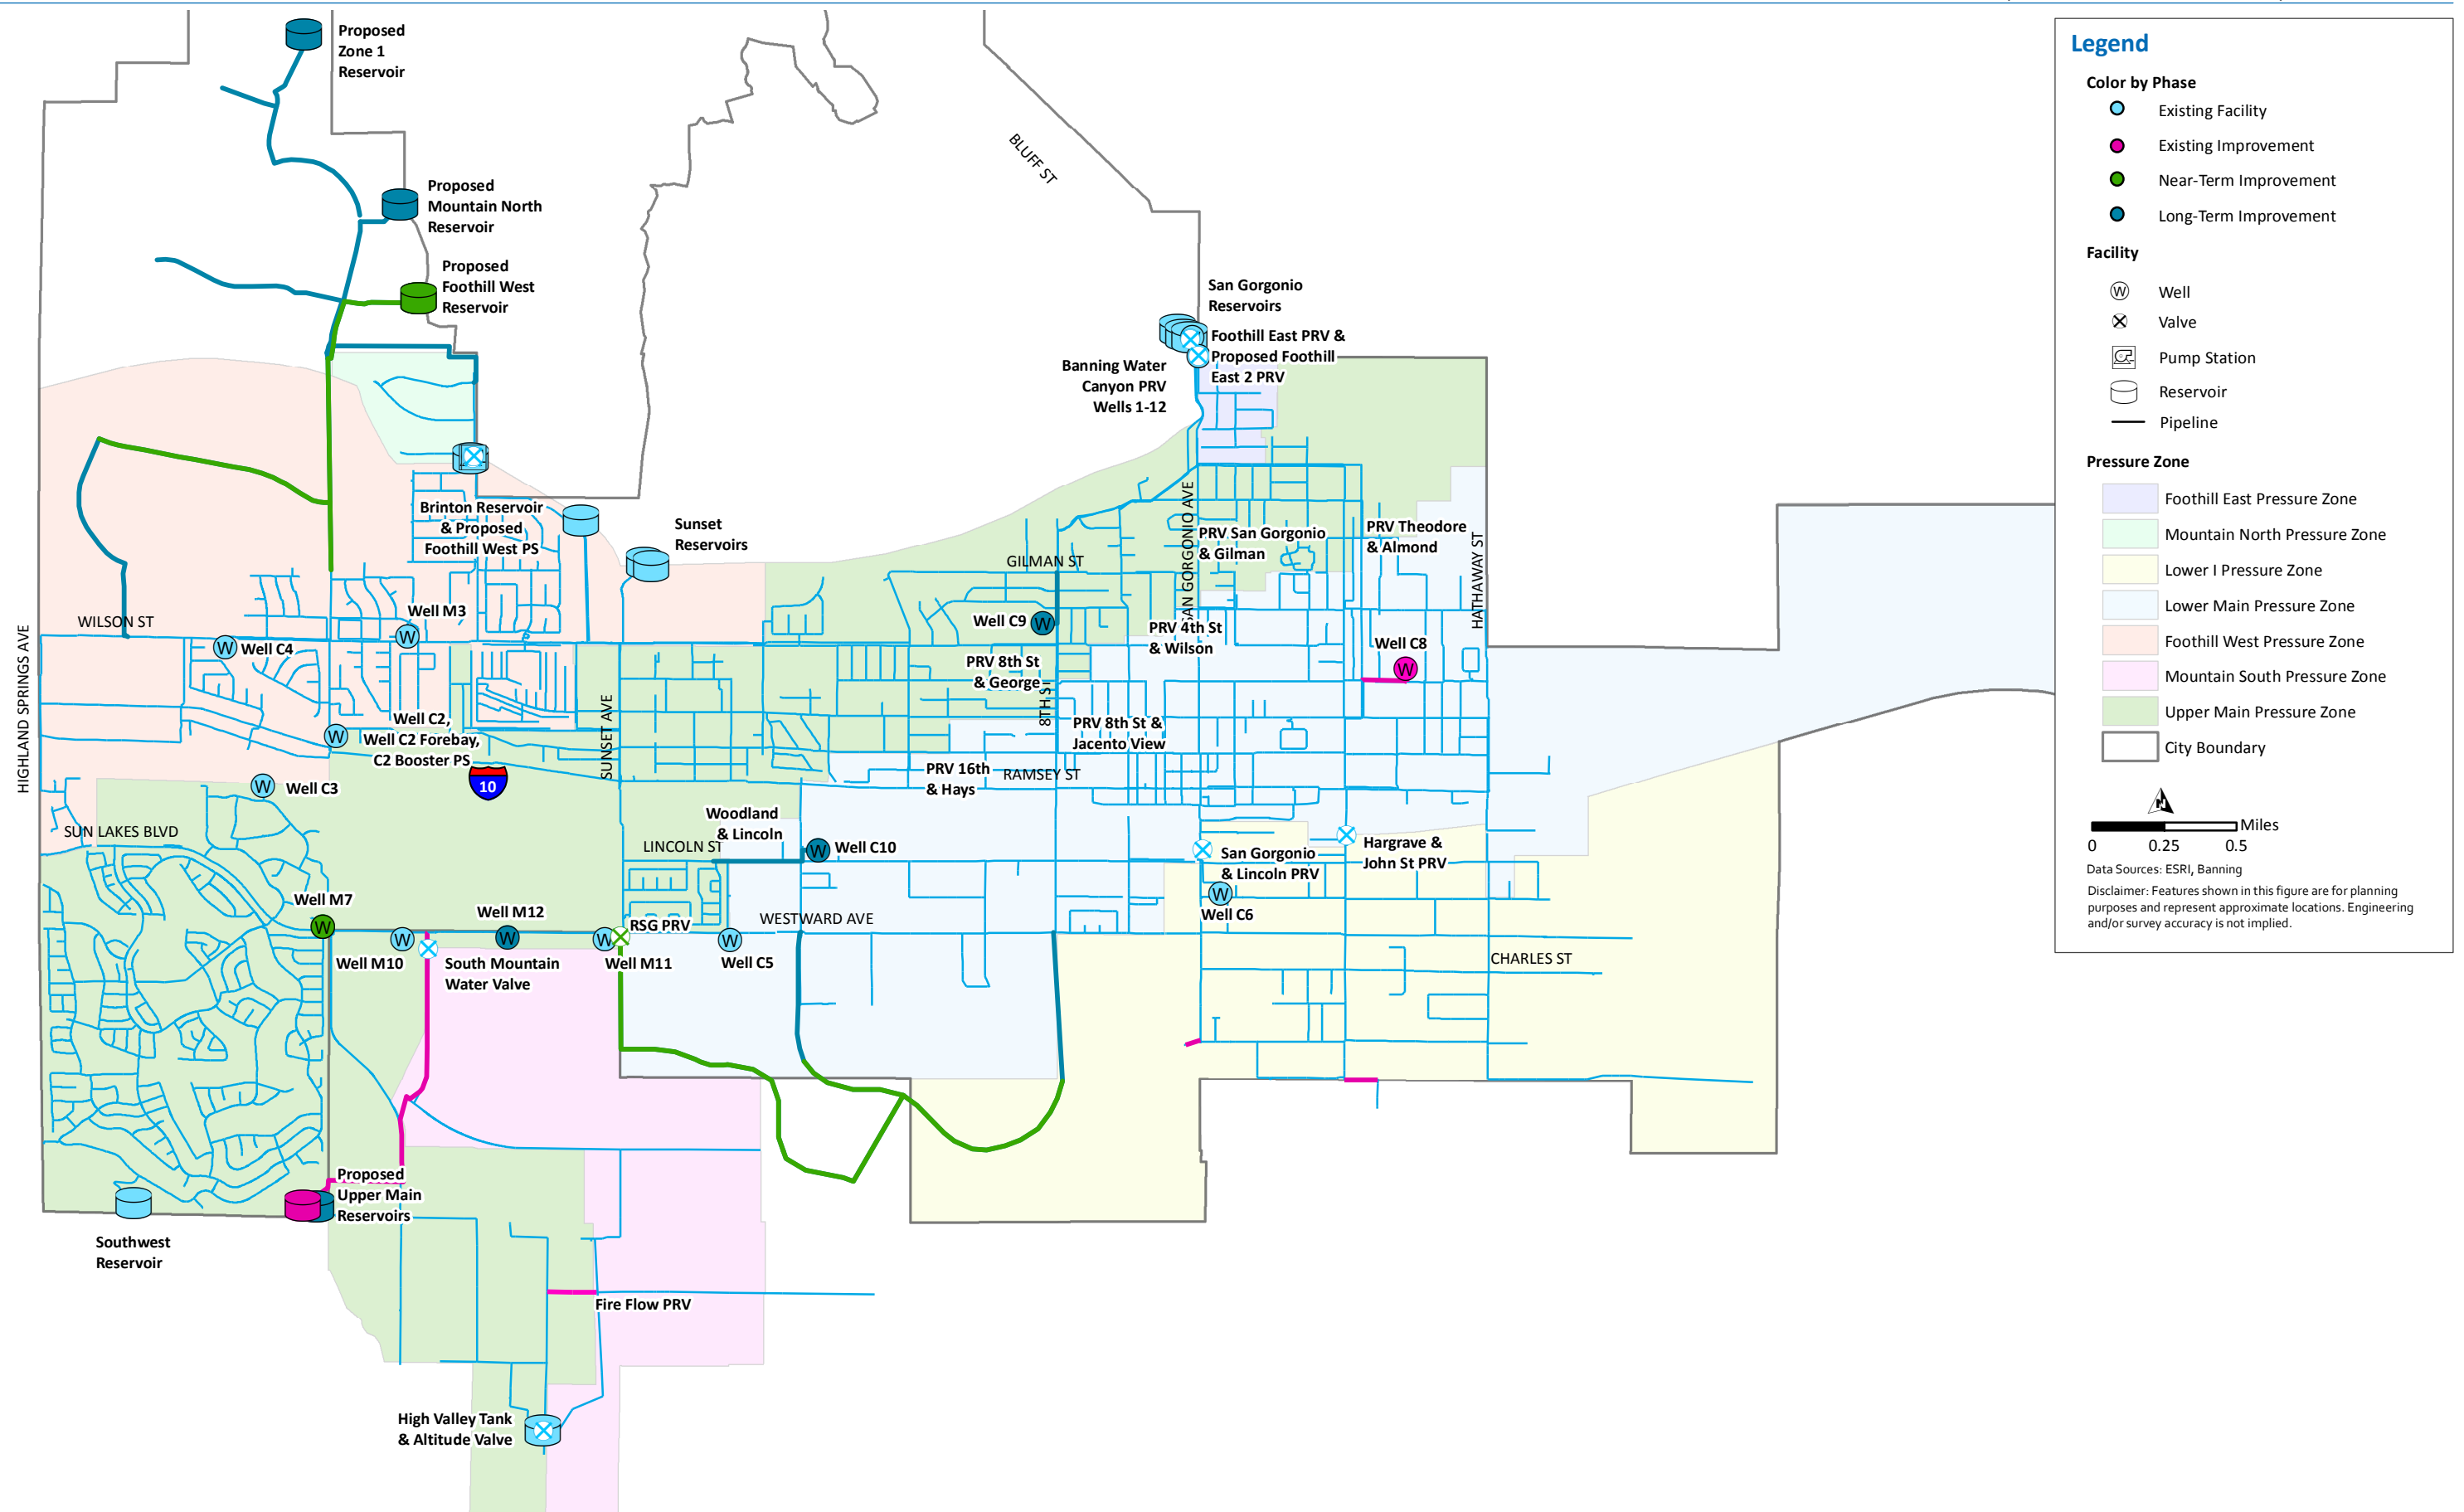 Proposed
Zone 1
Reservoir
Proposed
Mountain North
Reservoir
Proposed
Foothill West
Reservoir
BLUFF ST
San Gorgonio
Reservoirs
Foothill East PRV &
Proposed Foothill
East 2 PRV
Banning Water
Canyon PRV
Wells 1-12
Brinton Reservoir
& Proposed
Foothill West PS
Sunset
Reservoirs
GILMAN ST
SAN GORGONIO AVE
PRV San Gorgonio
& Gilman
PRV Theodore
& Almond
HATHAWAY ST
HIGHLAND SPRINGS AVE
WILSON ST
W
Well M3
W
Well C4
Well C9
W
PRV 4th St
& Wilson
Well C8
W
PRV 8th St
& George
8TH ST
SUNSET AVE
W
Well C2,
Well C2 Forebay,
C2 Booster PS
PRV 8th St &
Jacento View
10
W
Well C3
PRV 16th
& Hays
RAMSEY ST
SUN LAKES BLVD
Woodland
& Lincoln
LINCOLN ST
W
Well C10
San Gorgonio
& Lincoln PRV
Hargrave &
John St PRV
Well M7
W
W
Well M10
Well M12
W
South Mountain
Water Valve
W
RSG PRV
Well M11
WESTWARD AVE
W
Well C5
W
Well C6
CHARLES ST
Proposed
Upper Main
Reservoirs
Southwest
Reservoir
Fire Flow PRV
High Valley Tank
& Altitude Valve
Legend
Color by Phase
Existing Facility
Existing Improvement
Near-Term Improvement
Long-Term Improvement
Facility
W
Well
Valve
Pump Station
Reservoir
Pipeline
Pressure Zone
Foothill East Pressure Zone
Mountain North Pressure Zone
Lower I Pressure Zone
Lower Main Pressure Zone
Foothill West Pressure Zone
Mountain South Pressure Zone
Upper Main Pressure Zone
City Boundary
N
Miles
0 0.25 0.5
Data Sources: ESRI, Banning
Disclaimer: Features shown in this figure are for planning
purposes and represent approximate locations. Engineering
and/or survey accuracy is not implied.